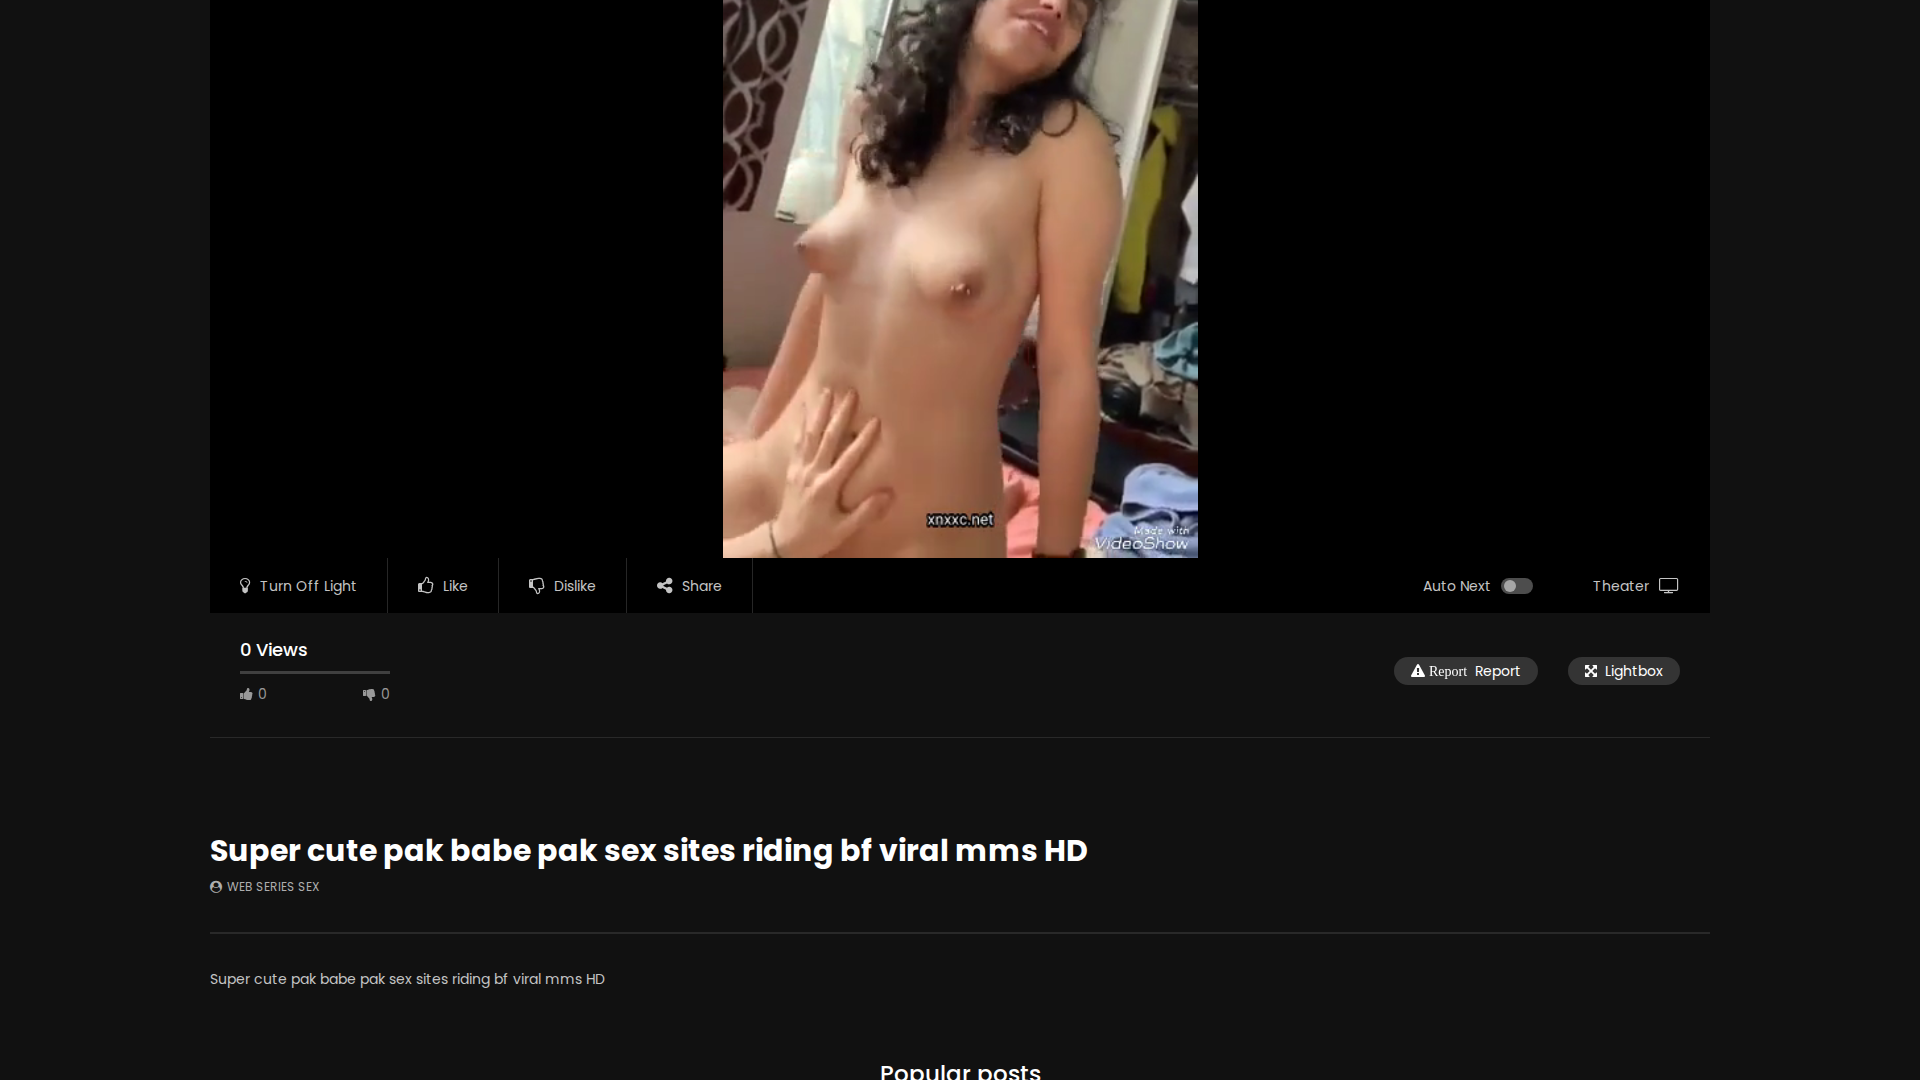 xnxxc.net
Made with
VideoShow
Turn Off Light
Like
Dislike
Share
Auto Next
Theater
0 Views
0
0
Report Report
Lightbox
Super cute pak babe pak sex sites riding bf viral mms HD
WEB SERIES SEX
Super cute pak babe pak sex sites riding bf viral mms HD
Popular posts